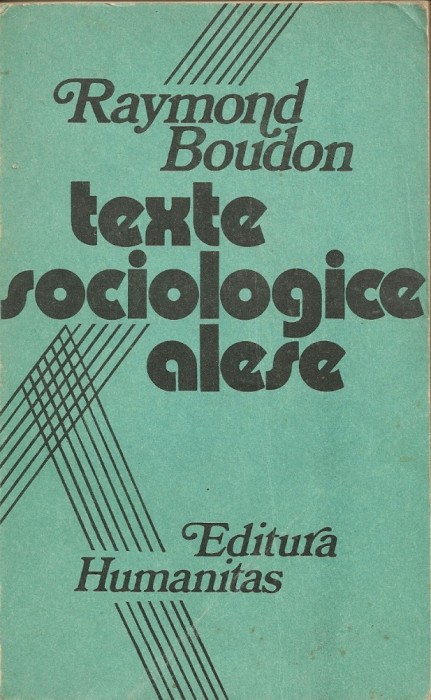 Raymond
Boudon
texte
sociologice
alese
Editura
Humanitas